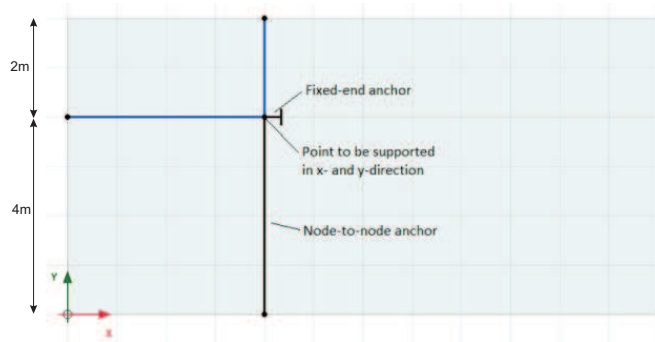 2m
Fixed-end anchor
Point to be supported
in x- and y-direction
4m
Node-to-node anchor
Y
X